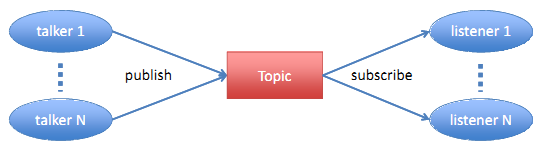 talker 1
listener 1
publish
Topic
subscribe
talker N
listener N